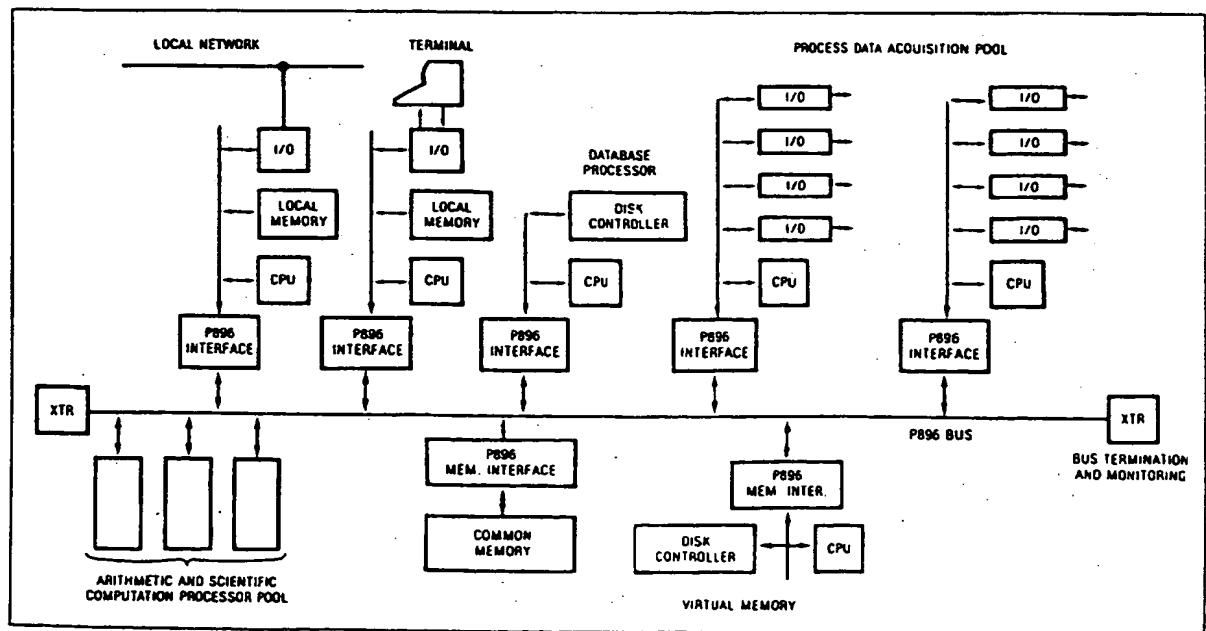 LOCAL NETWORK
TERMINAL
PROCESS DATA ACQUISITION POOL
I/O
I/O
I/O
I/O
I/O
I/O
I/O
I/O
I/O
I/O
DATABASE
PROCESSOR
LOCAL
MEMORY
LOCAL
MEMORY
DISK
CONTROLLER
CPU
CPU
CPU
CPU
CPU
P896
INTERFACE
P896
INTERFACE
P896
INTERFACE
P896
INTERFACE
P896
INTERFACE
XTR
P896 BUS
XTR
BUS TERMINATION
AND MONITORING
P896
MEM. INTERFACE
P896
MEM INTER.
COMMON
MEMORY
DISK
CONTROLLER
CPU
ARITHMETIC AND SCIENTIFIC
COMPUTATION PROCESSOR POOL
VIRTUAL MEMORY